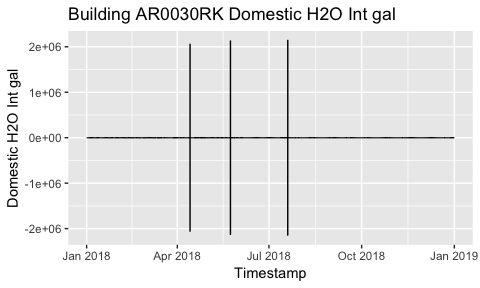 Building AR0030RK Domestic H2O Int gal
Domestic H2O Int gal
2e+06
1e+06
0e+00
-1e+06
-2e+06
Jan 2018 Apr 2018 Jul 2018 Oct 2018 Jan 2019
Timestamp